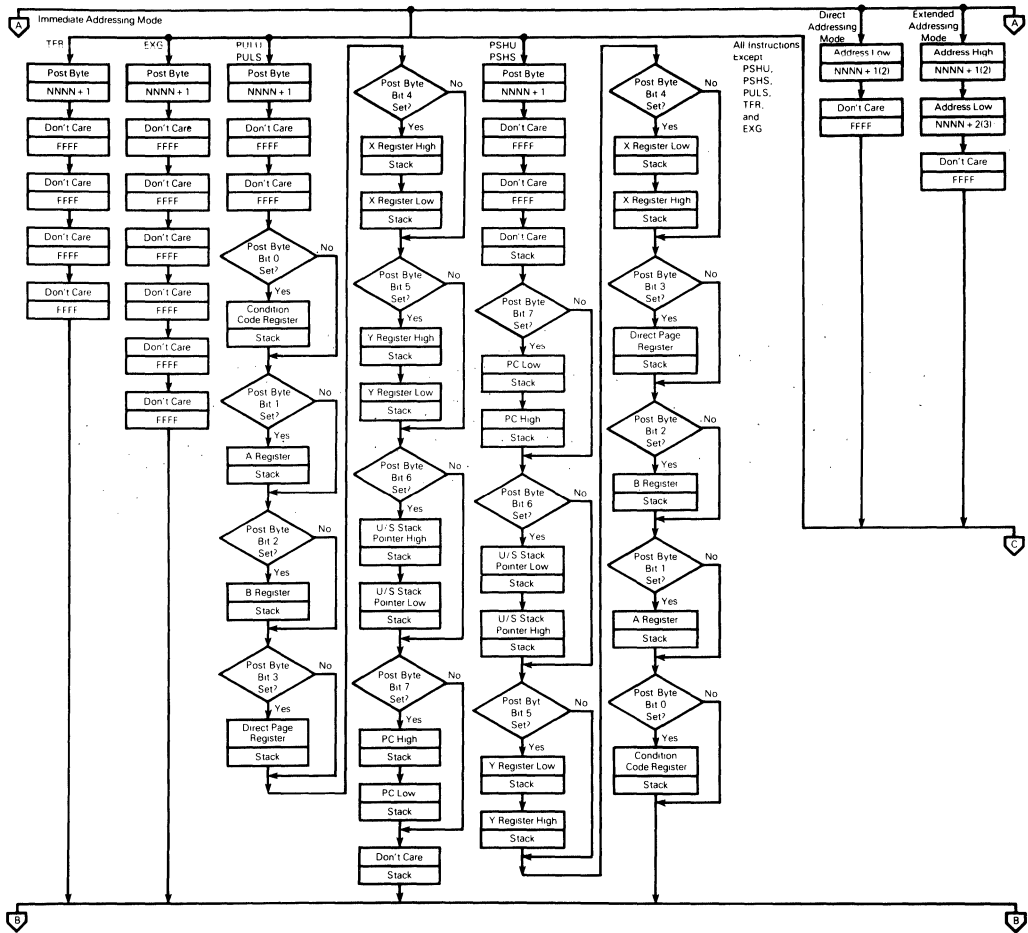 A
Immediate Addressing Mode
A
TFR
Post Byte
NNNN + 1
Don't Care
FFFF
Don't Care
FFFF
Don't Care
FFFF
Don't Care
FFFF
EXG
Post Byte
NNNN + 1
Don't Care
FFFF
Don't Care
FFFF
Don't Care
FFFF
Don't Care
FFFF
Don't Care
FFFF
Don't Care
FFFF
PULU
PULS
Post Byte
NNNN + 1
Don't Care
FFFF
Don't Care
FFFF
Post Byte
Bit 0
Set?
No
Yes
Condition
Code Register
Stack
Post Byte
Bit 1
Set?
No
Yes
A Register
Stack
Post Byte
Bit 2
Set?
No
Yes
B Register
Stack
Post Byte
Bit 3
Set?
No
Yes
Direct Page
Register
Stack
Post Byte
Bit 4
Set?
No
Yes
X Register High
Stack
X Register Low
Stack
Post Byte
Bit 5
Set?
No
Yes
Y Register High
Stack
Y Register Low
Stack
Post Byte
Bit 6
Set?
No
Yes
U/S Stack
Pointer High
Stack
U/S Stack
Pointer Low
Stack
Post Byte
Bit 7
Set?
No
Yes
PC High
Stack
PC Low
Stack
Don't Care
Stack
PSHU
PSHS
Post Byte
NNNN + 1
Don't Care
FFFF
Don't Care
FFFF
Don't Care
Stack
Post Byte
Bit 7
Set?
No
Yes
PC Low
Stack
PC High
Stack
Post Byte
Bit 6
Set?
No
Yes
U/S Stack
Pointer Low
Stack
U/S Stack
Pointer High
Stack
Post Byt
Bit 5
Set?
No
Yes
Y Register Low
Stack
Y Register High
Stack
Post Byte
Bit 4
Set?
No
Yes
X Register Low
Stack
X Register High
Stack
Post Byte
Bit 3
Set?
No
Yes
Direct Page
Register
Stack
Post Byte
Bit 2
Set?
No
Yes
B Register
Stack
Post Byte
Bit 1
Set?
No
Yes
A Register
Stack
Post Byte
Bit 0
Set?
No
Yes
Condition
Code Register
Stack
All Instructions
Except
PSHU,
PSHS,
PULS,
TFR,
and
EXG
Direct
Addressing
Mode
Address Low
NNNN + 1(2)
Don't Care
FFFF
Extended
Addressing
Mode
Address High
NNNN + 1(2)
Address Low
NNNN + 2(3)
Don't Care
FFFF
C
B
B